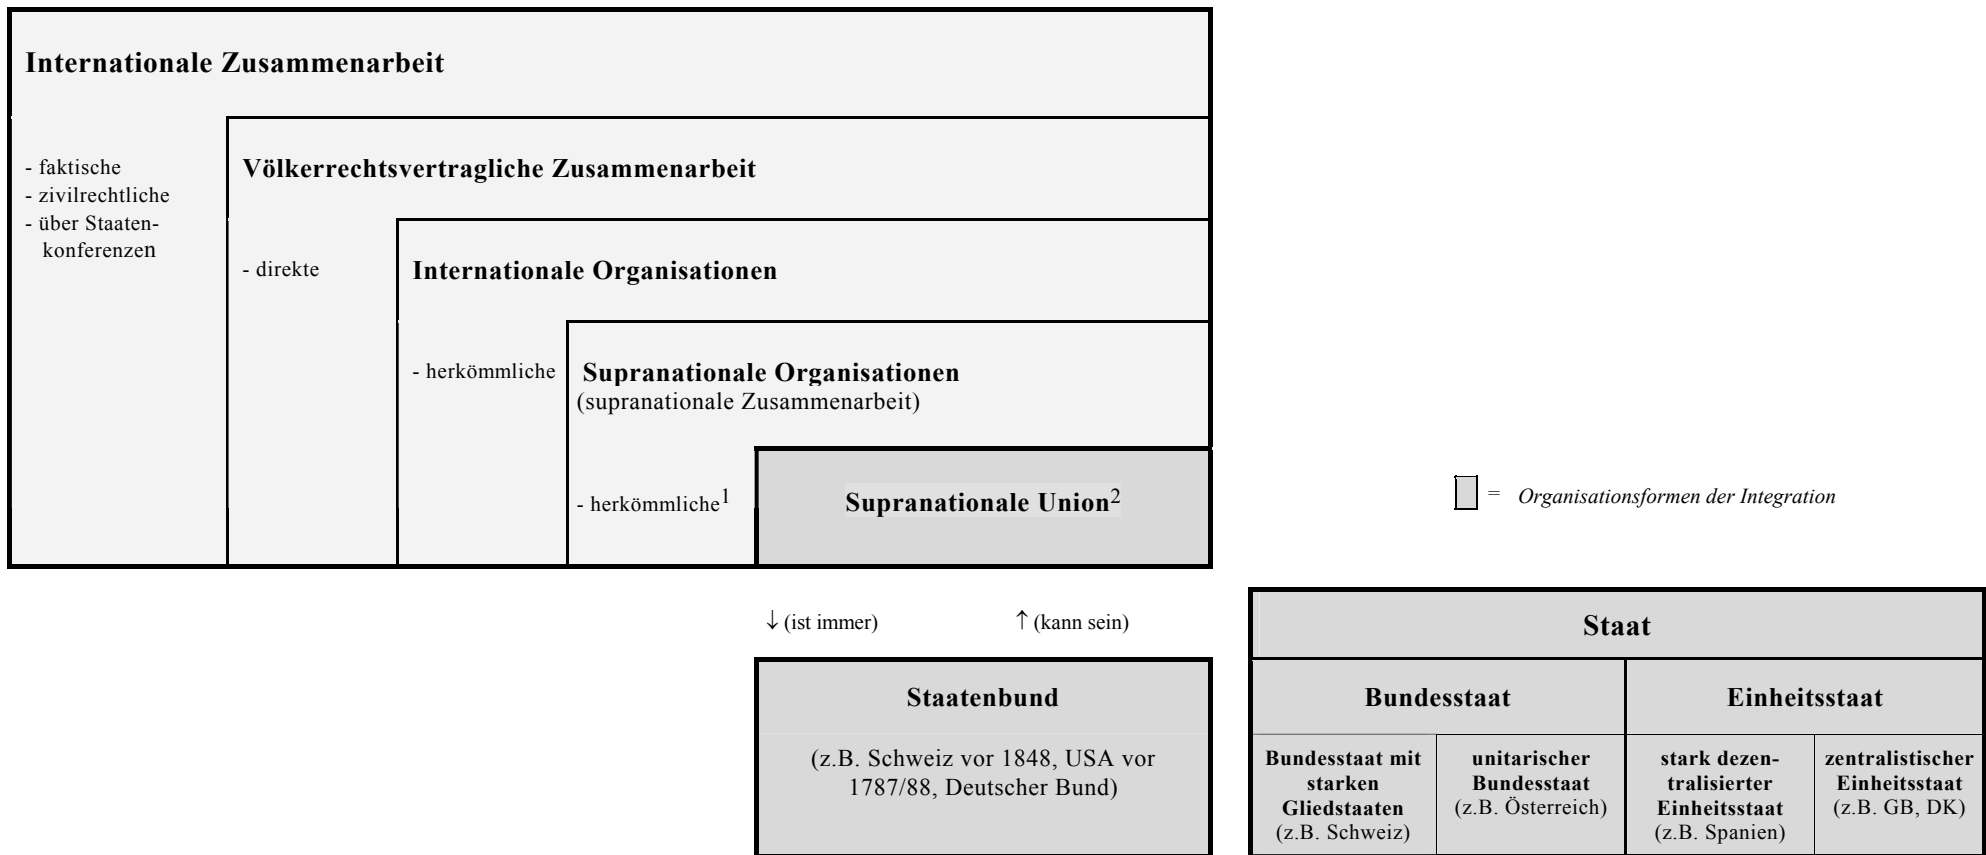 Internationale Zusammenarbeit
- faktische
- zivilrechtliche
- über Staaten-
konferenzen
Völkerrechtsvertragliche Zusammenarbeit
- direkte
Internationale Organisationen
- herkömmliche
Supranationale Organisationen
(supranationale Zusammenarbeit)
- herkömmliche1
Supranationale Union2
= Organisationsformen der Integration
↓ (ist immer)
↑ (kann sein)
Staatenbund
(z.B. Schweiz vor 1848, USA vor
1787/88, Deutscher Bund)
Staat
Bundesstaat
Einheitsstaat
Bundesstaat mit
starken
Gliedstaaten
(z.B. Schweiz)
unitarischer
Bundesstaat
(z.B. Österreich)
stark dezen-
tralisierter
Einheitsstaat
(z.B. Spanien)
zentralistischer
Einheitsstaat
(z.B. GB, DK)